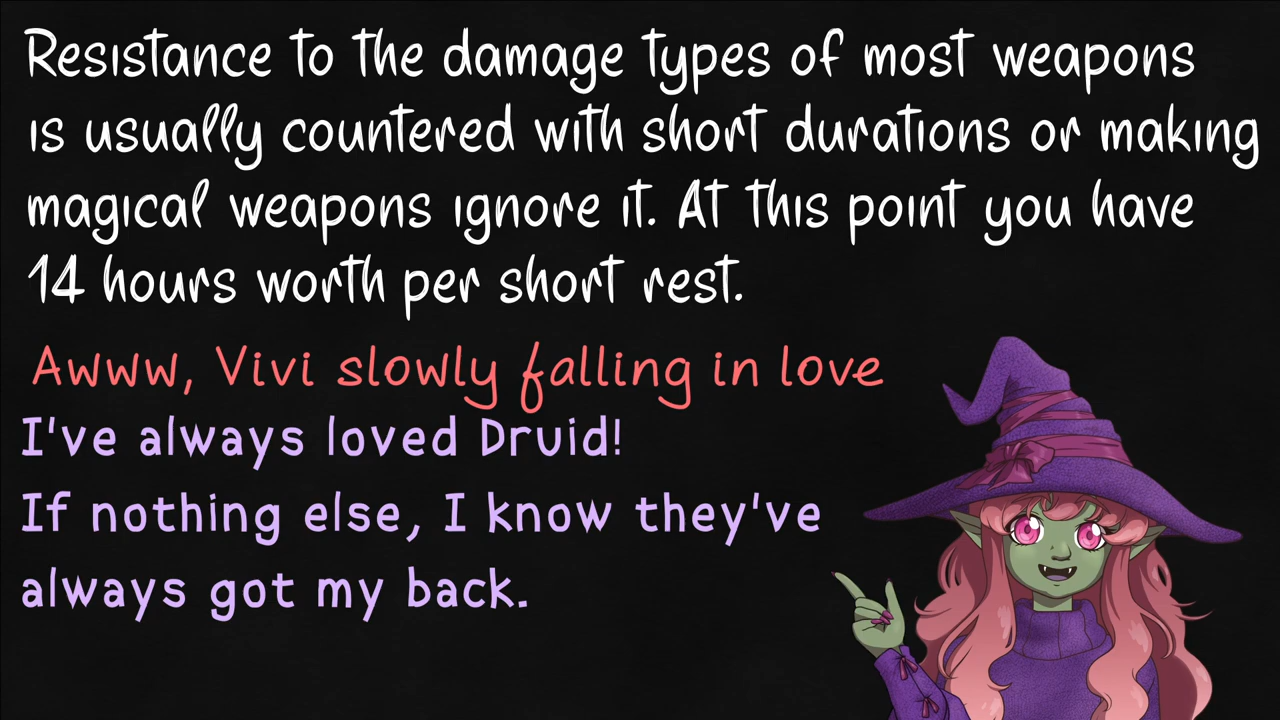 Resistance to the damage types of most weapons
is usually countered with short durations or making
magical weapons ignore it. At this point you have
14 hours worth per short rest.
Awww, Vivi slowly falling in love
I've always loved Druid!
If nothing else, I know they've
always got my back.